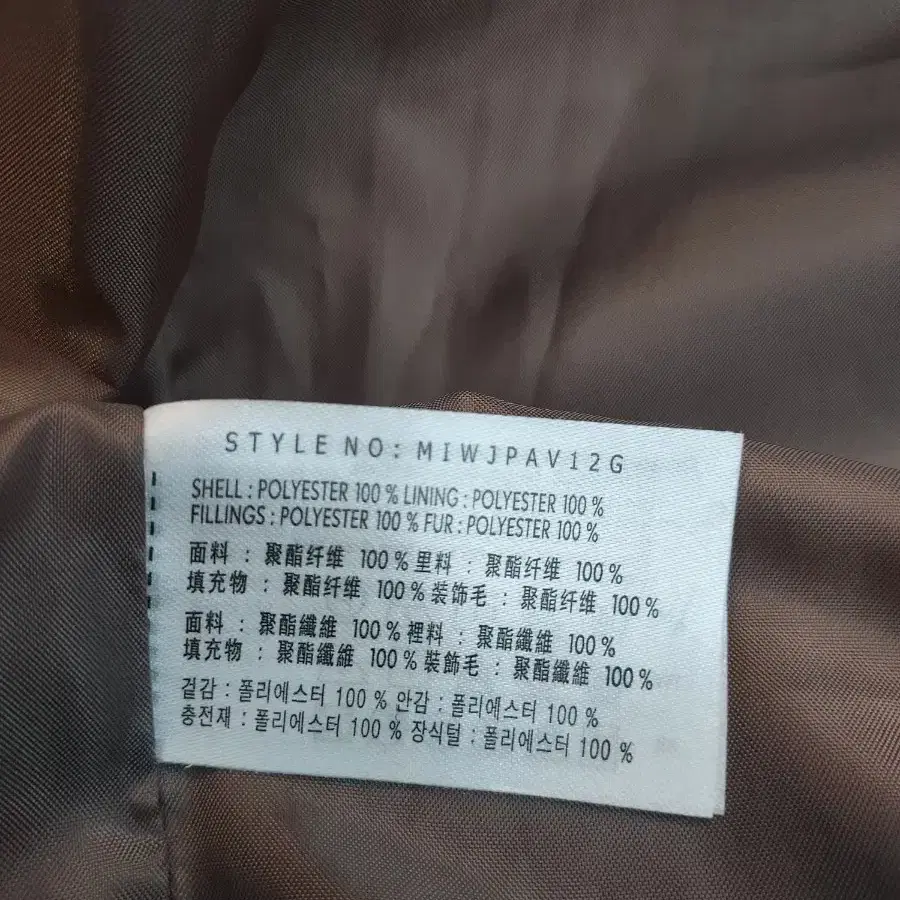 STYLE NO: MIWJPAV12G
SHELL : POLYESTER 100 % LINING : POLYESTER 100 %
FILLINGS : POLYESTER 100 % FUR : POLYESTER 100 %
面料 : 聚酯纤维 100 % 里料 : 聚酯纤维 100 %
填充物 : 聚酯纤维 100 % 装饰毛 : 聚酯纤维 100 %
面料 : 聚酯纖維 100 % 裡料 : 聚酯纖維 100 %
填充物 : 聚酯纖維 100 % 裝飾毛 : 聚酯纖維 100 %
겉감 : 폴리에스터 100 % 안감 : 폴리에스터 100 %
충전재 : 폴리에스터 100 % 장식털 : 폴리에스터 100 %